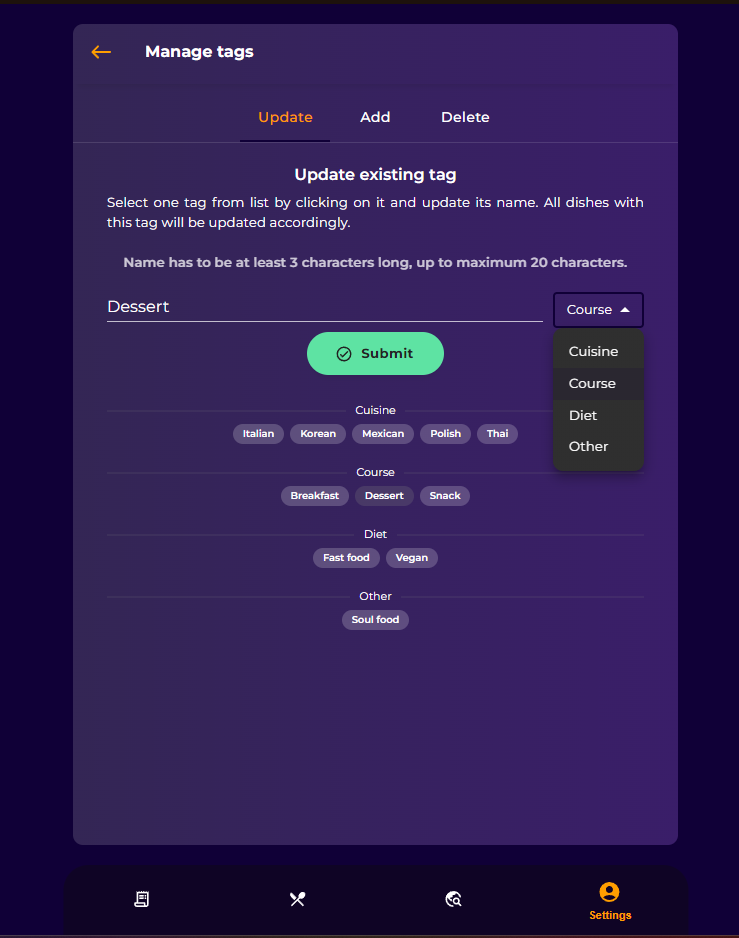 Manage tags
Update Add Delete
Update existing tag
Select one tag from list by clicking on it and update its name. All dishes with
this tag will be updated accordingly.
Name has to be at least 3 characters long, up to maximum 20 characters.
Dessert Course
Submit
Cuisine
Course
Diet
Other
Cuisine
Italian Korean Mexican Polish Thai
Course
Breakfast Dessert Snack
Diet
Fast food Vegan
Other
Soul food
Settings